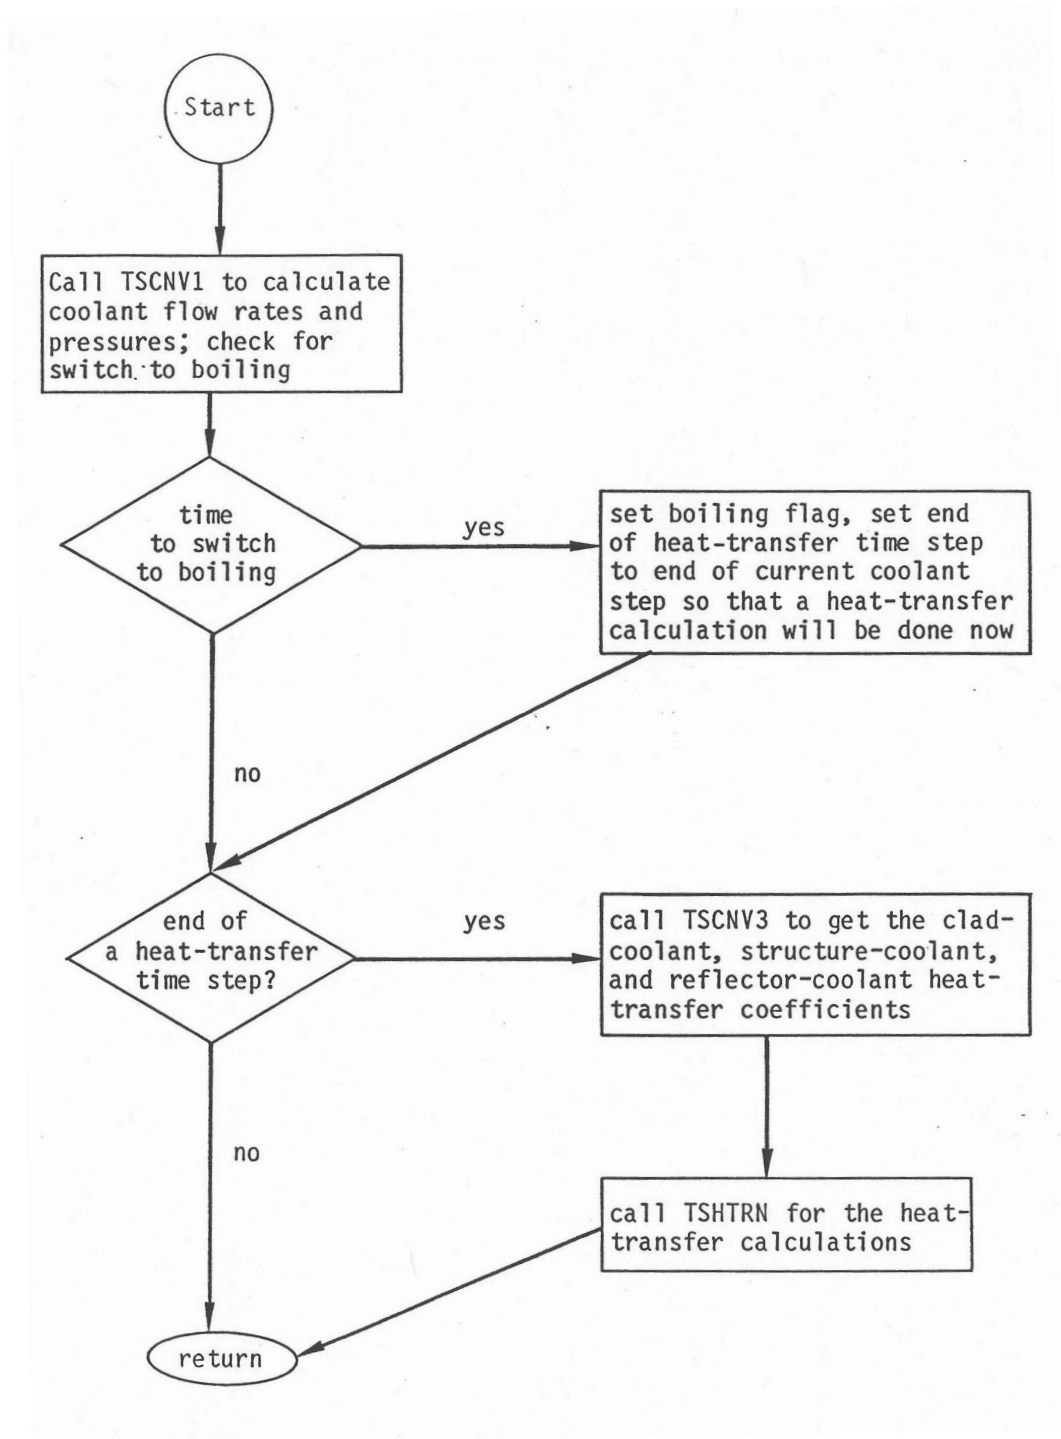 Start
Call TSCNV1 to calculate
coolant flow rates and
pressures; check for
switch to boiling
time
to switch
to boiling
yes
set boiling flag, set end
of heat-transfer time step
to end of current coolant
step so that a heat-transfer
calculation will be done now
no
end of
a heat-transfer
time step?
yes
call TSCNV3 to get the clad-
coolant, structure-coolant,
and reflector-coolant heat-
transfer coefficients
no
call TSHTRN for the heat-
transfer calculations
return